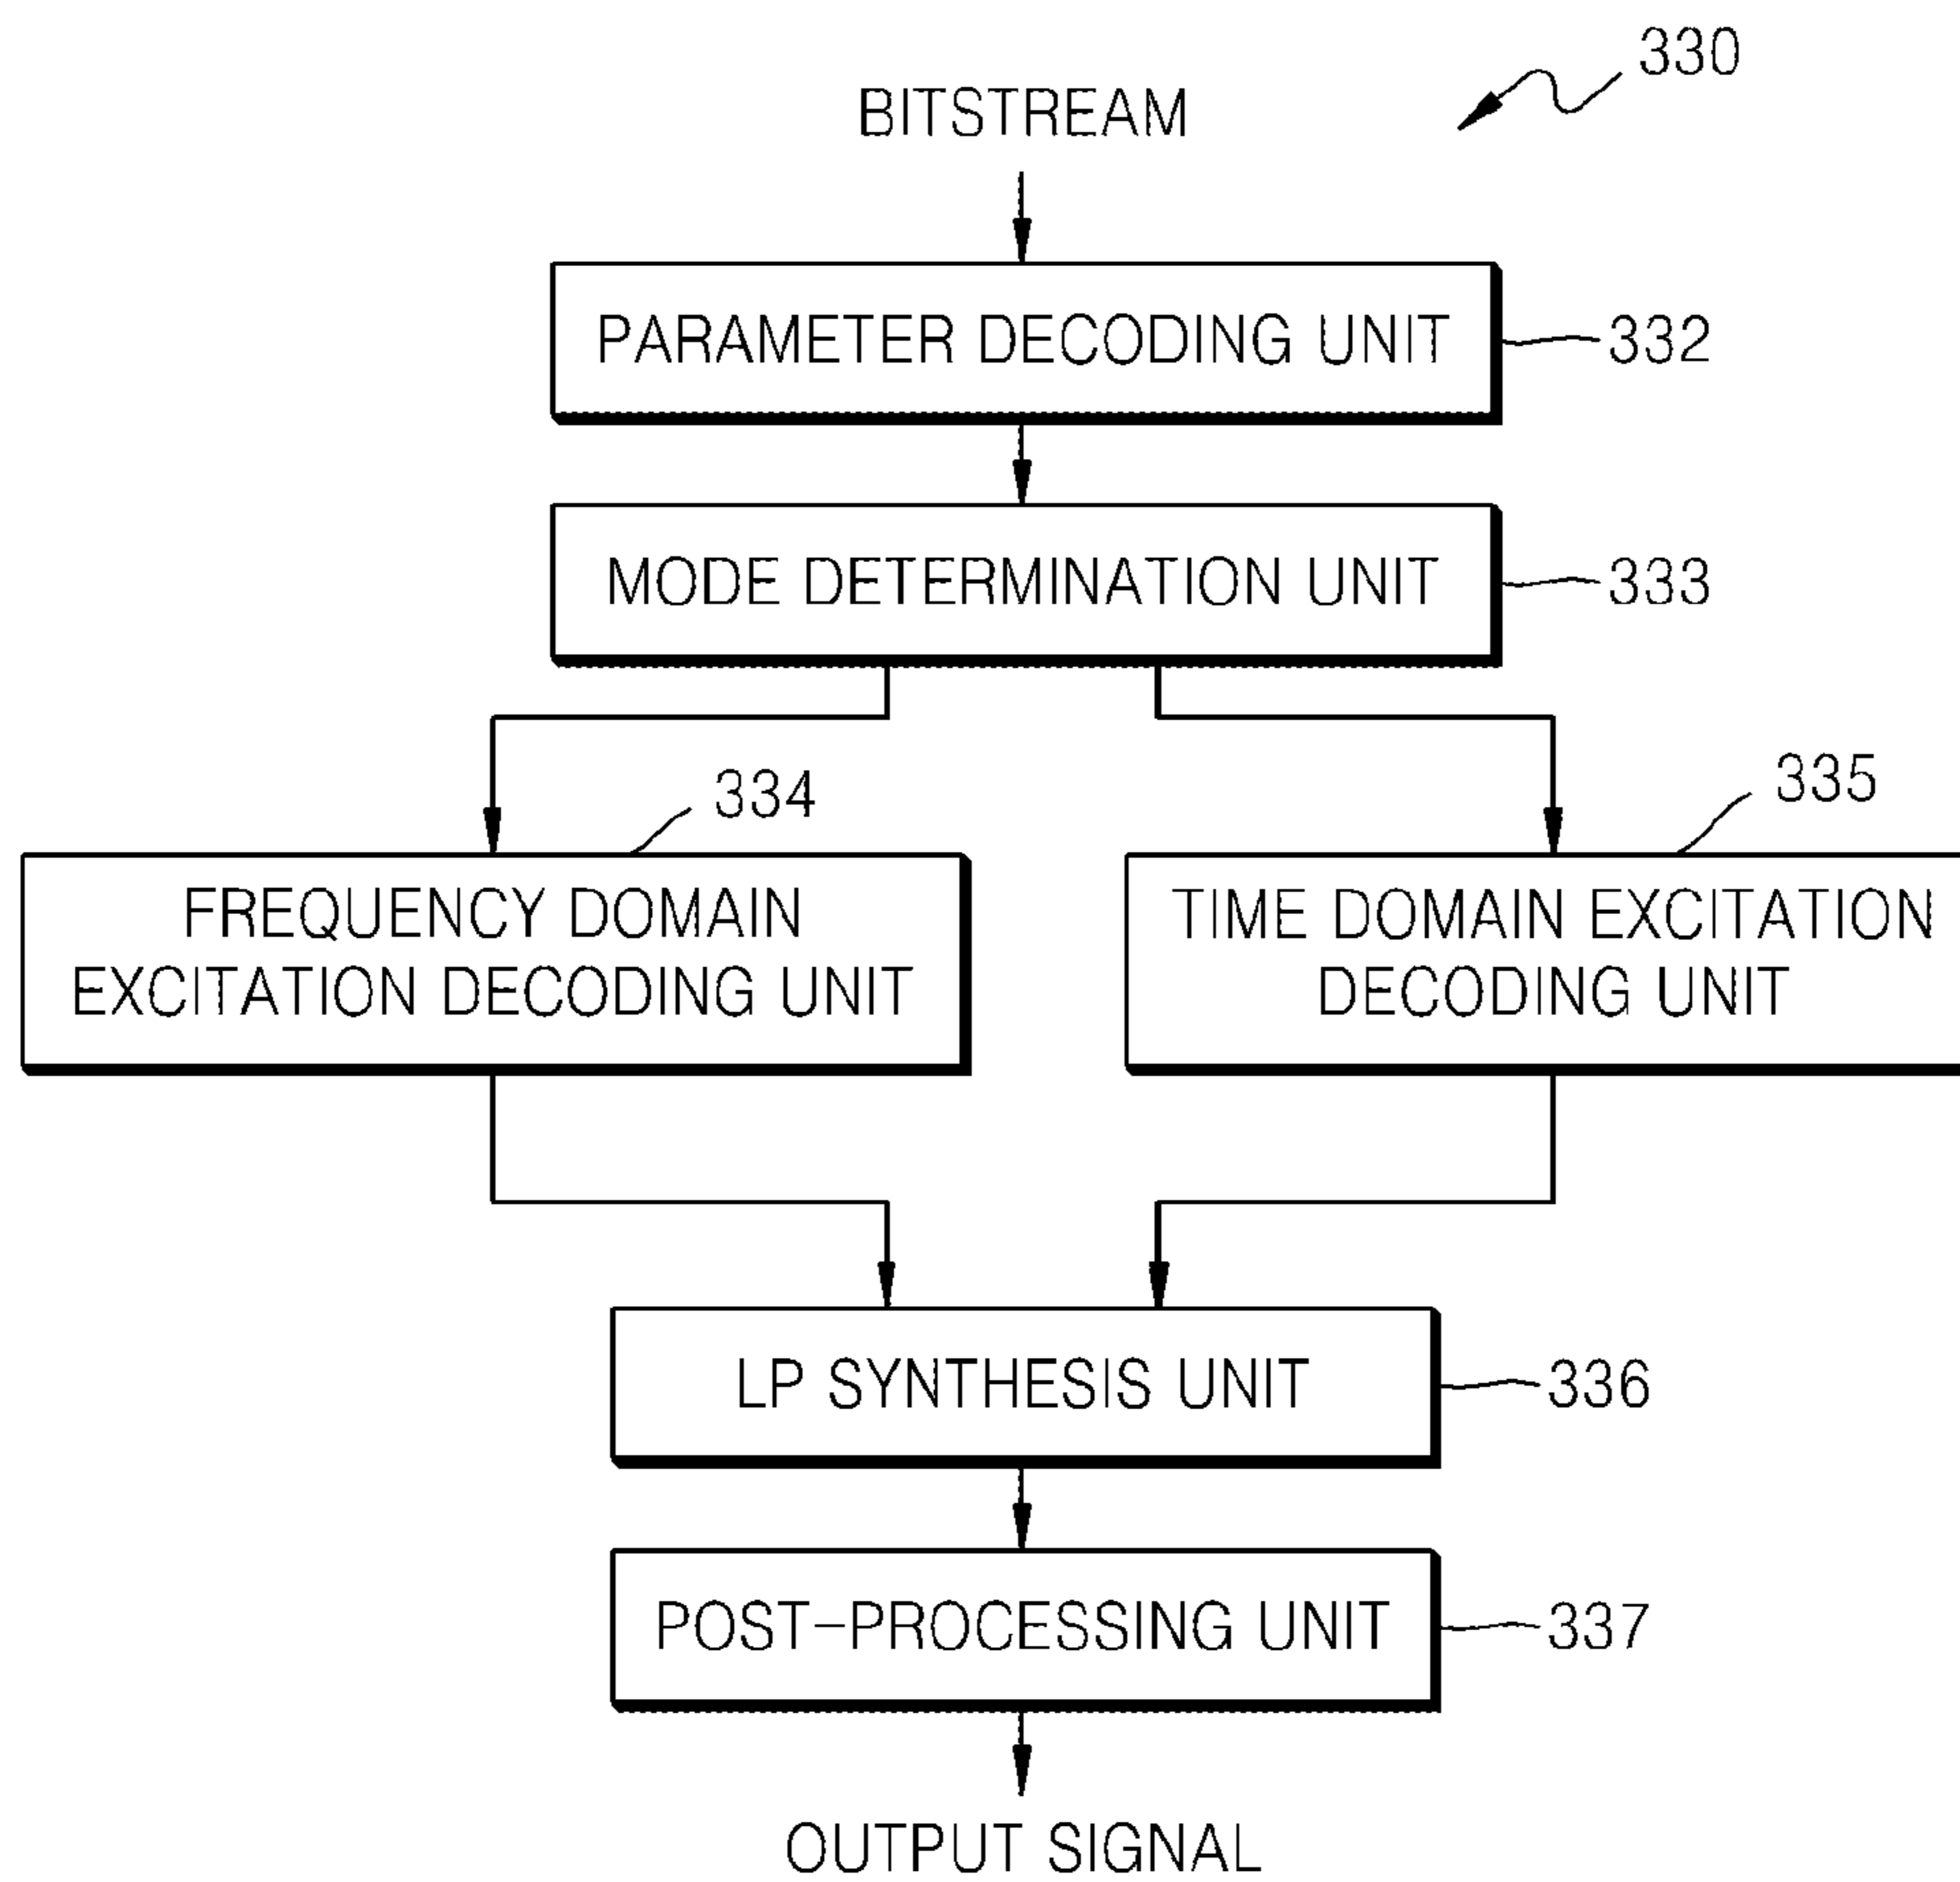 330
BITSTREAM
PARAMETER DECODING UNIT
332
MODE DETERMINATION UNIT
333
334
335
FREQUENCY DOMAIN
EXCITATION DECODING UNIT
TIME DOMAIN EXCITATION
DECODING UNIT
LP SYNTHESIS UNIT
336
POST-PROCESSING UNIT
337
OUTPUT SIGNAL